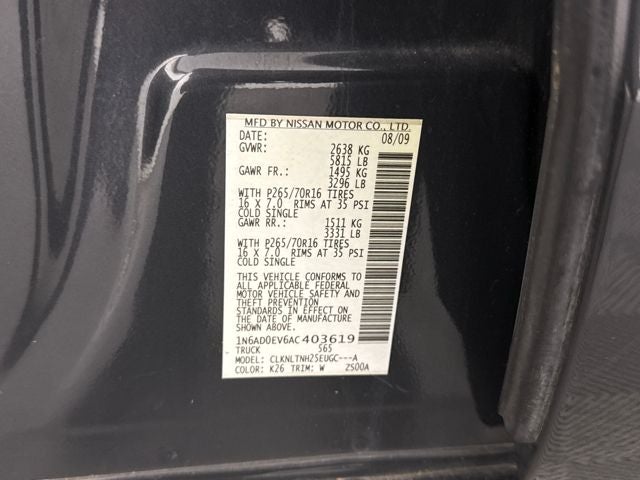 MFD BY NISSAN MOTOR CO., LTD.
DATE: 08/09
GVWR: 2638 KG
5815 LB
GAWR FR.: 1495 KG
3296 LB
WITH P265/70R16 TIRES
16 X 7.0 RIMS AT 35 PSI
COLD SINGLE
GAWR RR.: 1511 KG
3331 LB
WITH P265/70R16 TIRES
16 X 7.0 RIMS AT 35 PSI
COLD SINGLE
THIS VEHICLE CONFORMS TO
ALL APPLICABLE FEDERAL
MOTOR VEHICLE SAFETY AND
THEFT PREVENTION
STANDARDS IN EFFECT ON
THE DATE OF MANUFACTURE
SHOWN ABOVE.
1N6AD0EV6AC403619
TRUCK 565
MODEL: CLKNLTNH25EUGC---A
COLOR: K26 TRIM: W ZS00A